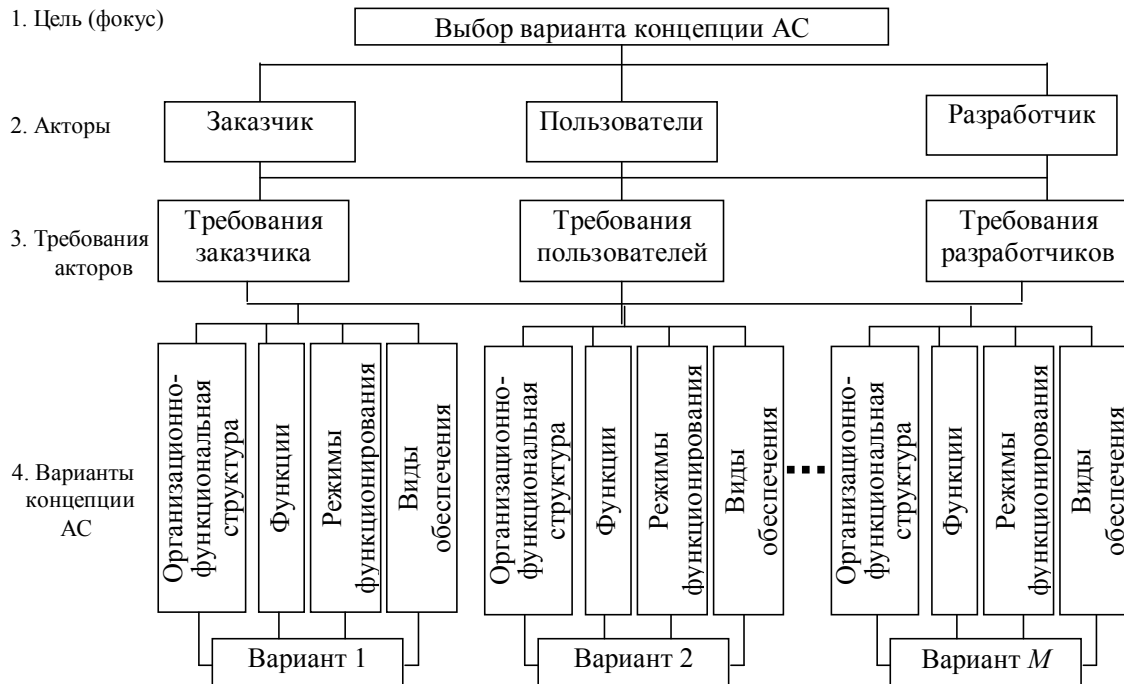 1. Цель (фокус)
Выбор варианта концепции АС
2. Акторы
Заказчик
Пользователи
Разработчик
3. Требования
акторов
Требования
заказчика
Требования
пользователей
Требования
разработчиков
4. Варианты
концепции
АС
Организационно-
функциональная
структура
Функции
Режимы
функционирования
Виды
обеспечения
Организационно-
функциональная
структура
Функции
Режимы
функционирования
Виды
обеспечения
Организационно-
функциональная
структура
Функции
Режимы
функционирования
Виды
обеспечения
Вариант 1
Вариант 2
Вариант M